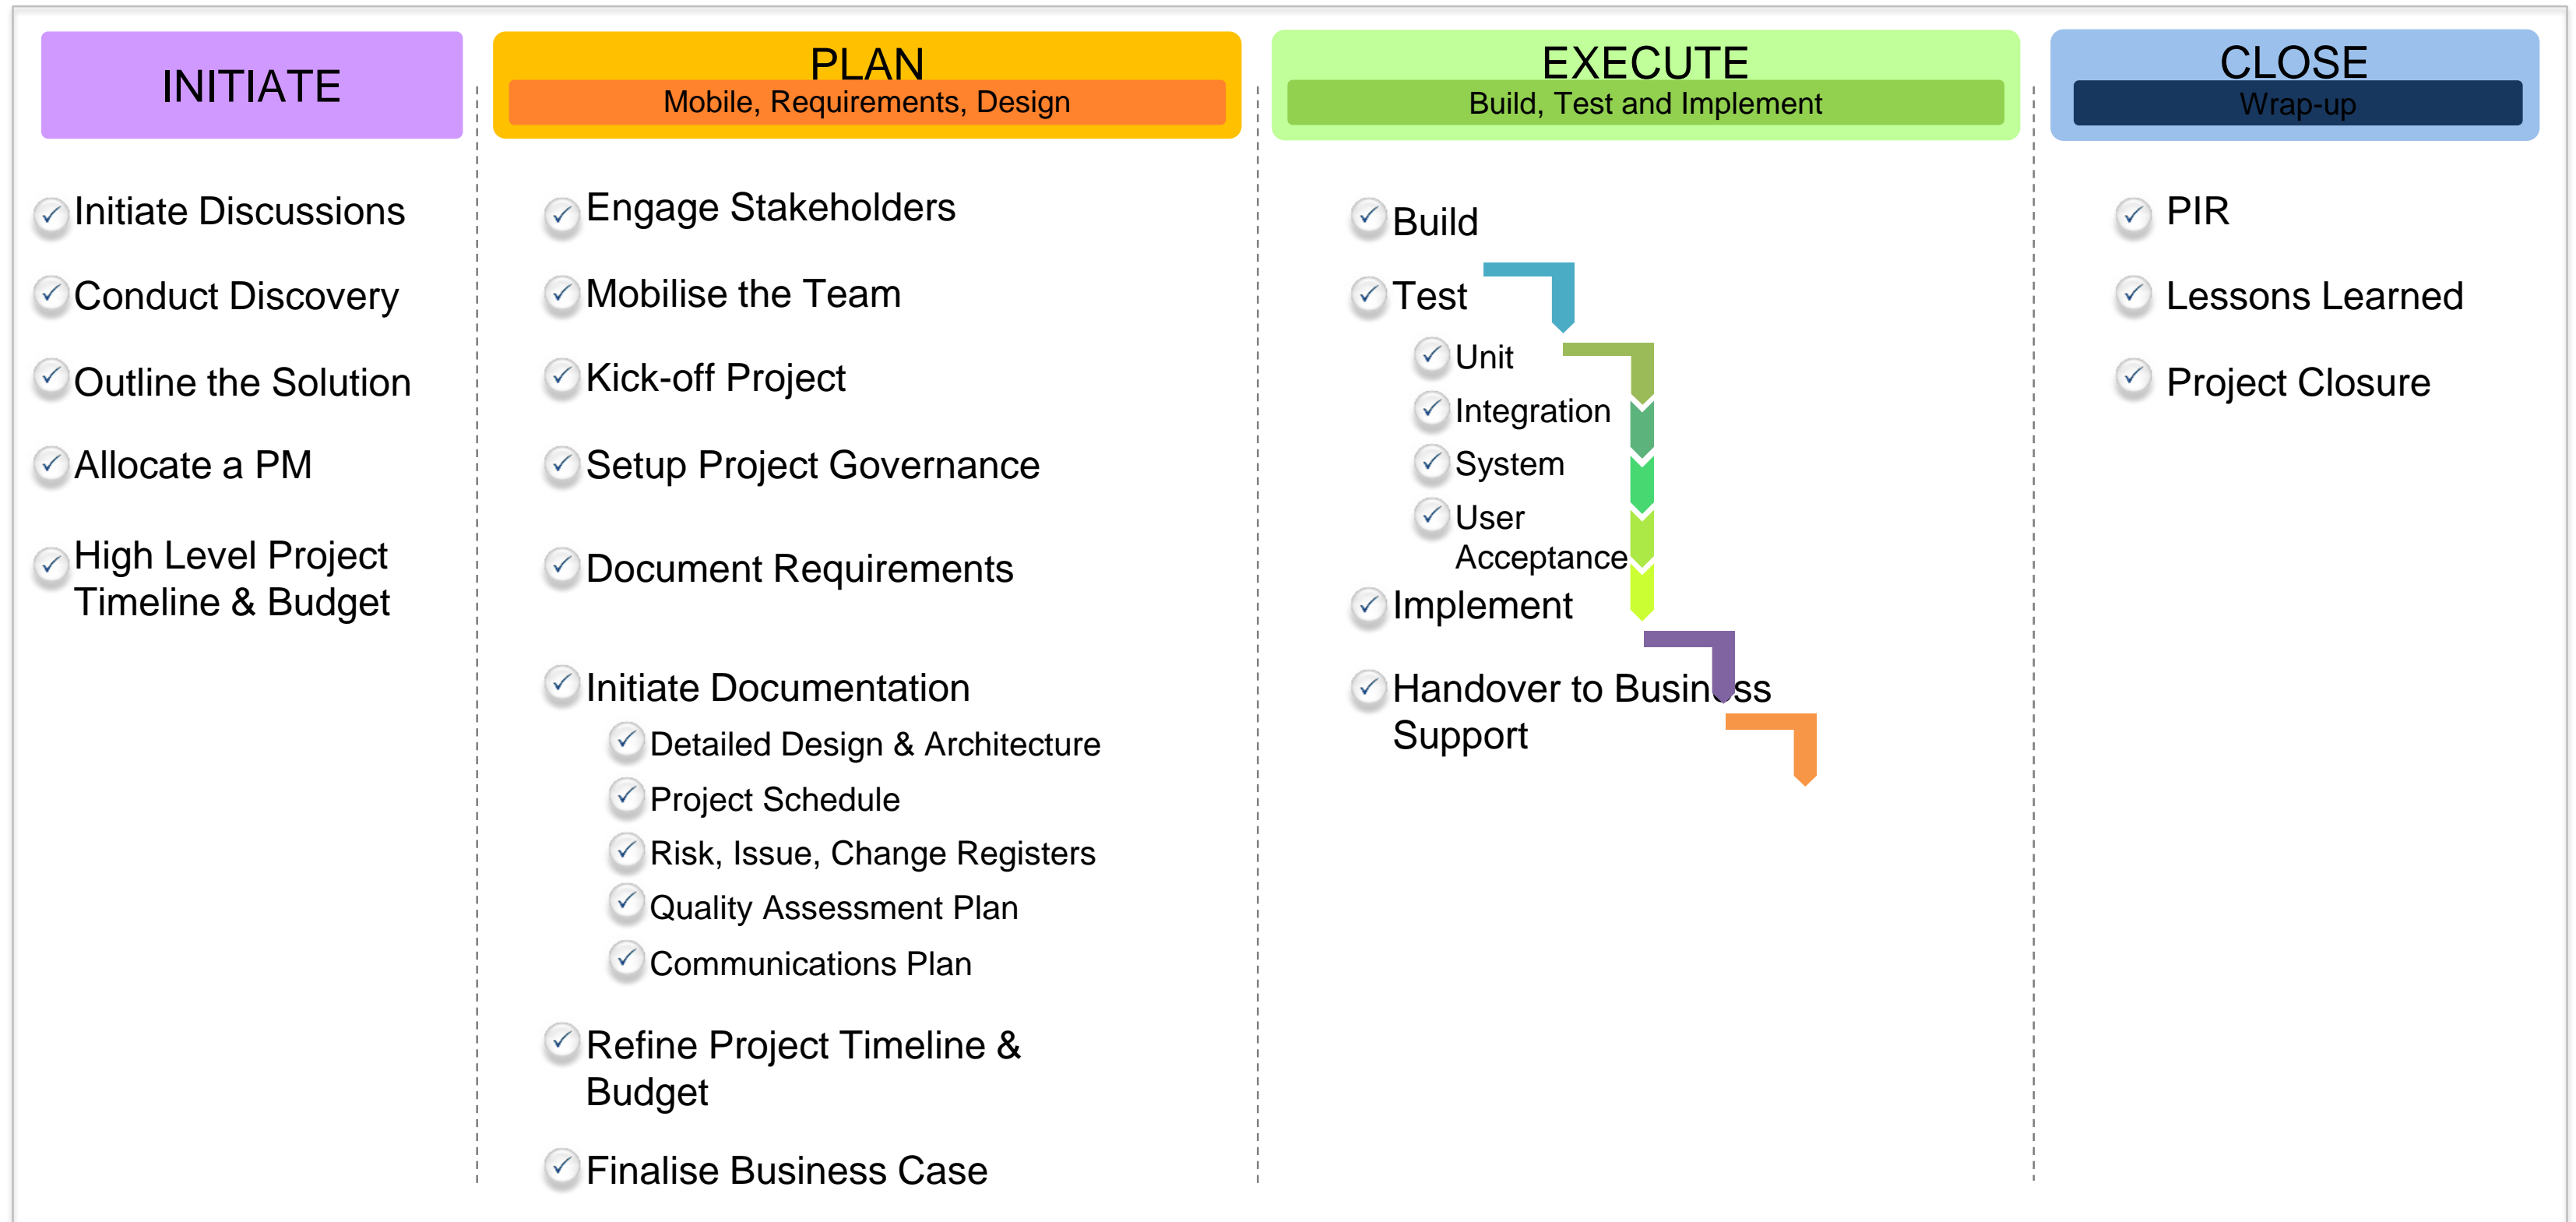 INITIATE
Initiate Discussions
Conduct Discovery
Outline the Solution
Allocate a PM
High Level Project
Timeline & Budget
PLAN
Mobile, Requirements, Design
Engage Stakeholders
Mobilise the Team
Kick-off Project
Setup Project Governance
Document Requirements
Initiate Documentation
Detailed Design & Architecture
Project Schedule
Risk, Issue, Change Registers
Quality Assessment Plan
Communications Plan
Refine Project Timeline &
Budget
Finalise Business Case
EXECUTE
Build, Test and Implement
Build
Test
Unit
Integration
System
User
Acceptance
Implement
Handover to Business
Support
CLOSE
Wrap-up
PIR
Lessons Learned
Project Closure